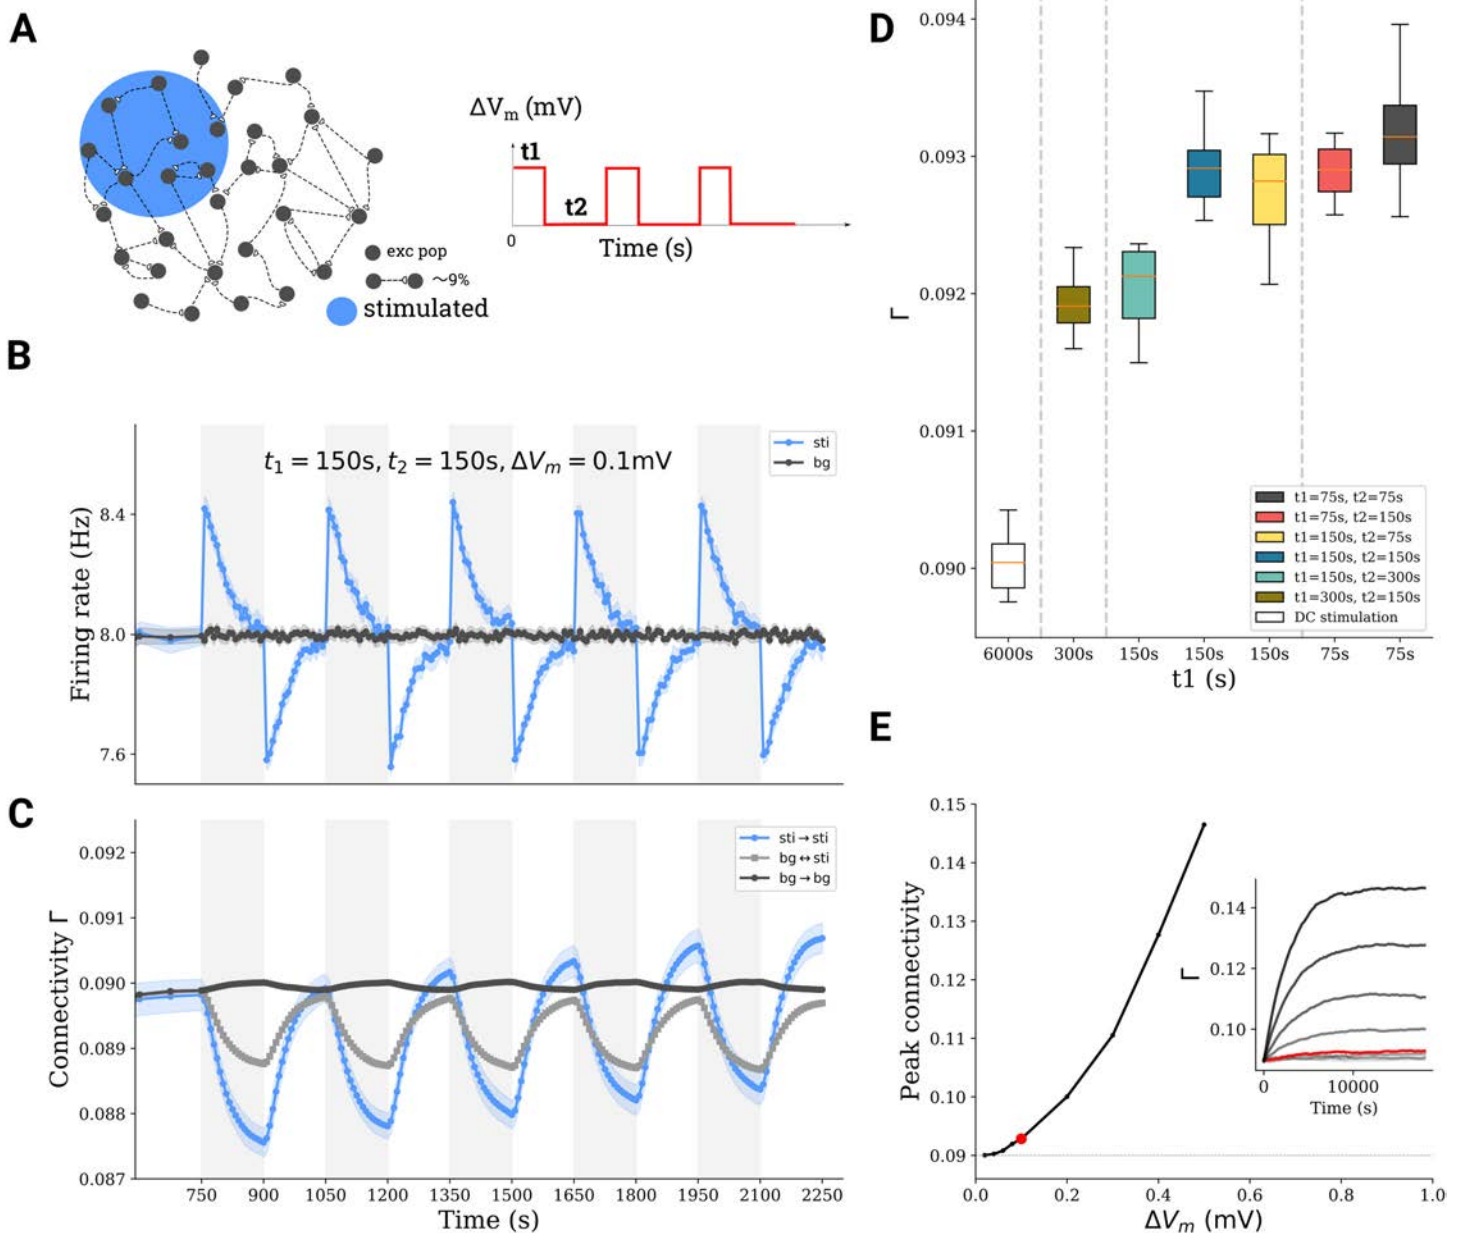 A
ΔVm (mV)
t1
t2
0
Time (s)
exc pop
~9%
stimulated
B
t1 = 150s, t2 = 150s, ΔVm = 0.1mV
sti
bg
Firing rate (Hz)
8.4
8.0
7.6
C
sti→sti
bg↔sti
bg→bg
Connectivity Γ
0.092
0.091
0.090
0.089
0.088
0.087
750 900 1050 1200 1350 1500 1650 1800 1950 2100 2250
Time (s)
D
0.094
0.093
0.092
0.091
0.090
Γ
t1=75s, t2=75s
t1=75s, t2=150s
t1=150s, t2=75s
t1=150s, t2=150s
t1=150s, t2=300s
t1=300s, t2=150s
DC stimulation
6000s 300s 150s 150s 150s 75s 75s
t1 (s)
E
Peak connectivity
0.15
0.14
0.13
0.12
0.11
0.10
0.09
0.0 0.2 0.4 0.6 0.8 1.0
ΔVm (mV)
Γ
0.14
0.12
0.10
0 10000
Time (s)